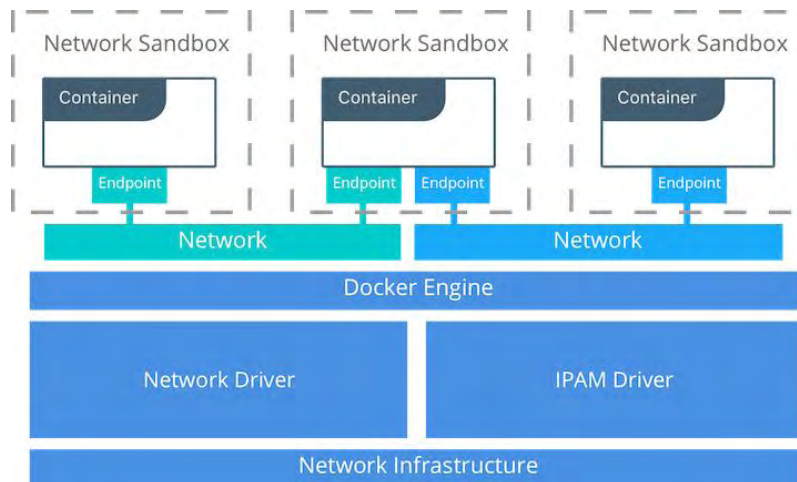 Network Sandbox
Network Sandbox
Network Sandbox
Container
Container
Container
Endpoint
Endpoint
Endpoint
Endpoint
Network
Network
Docker Engine
Network Driver
IPAM Driver
Network Infrastructure